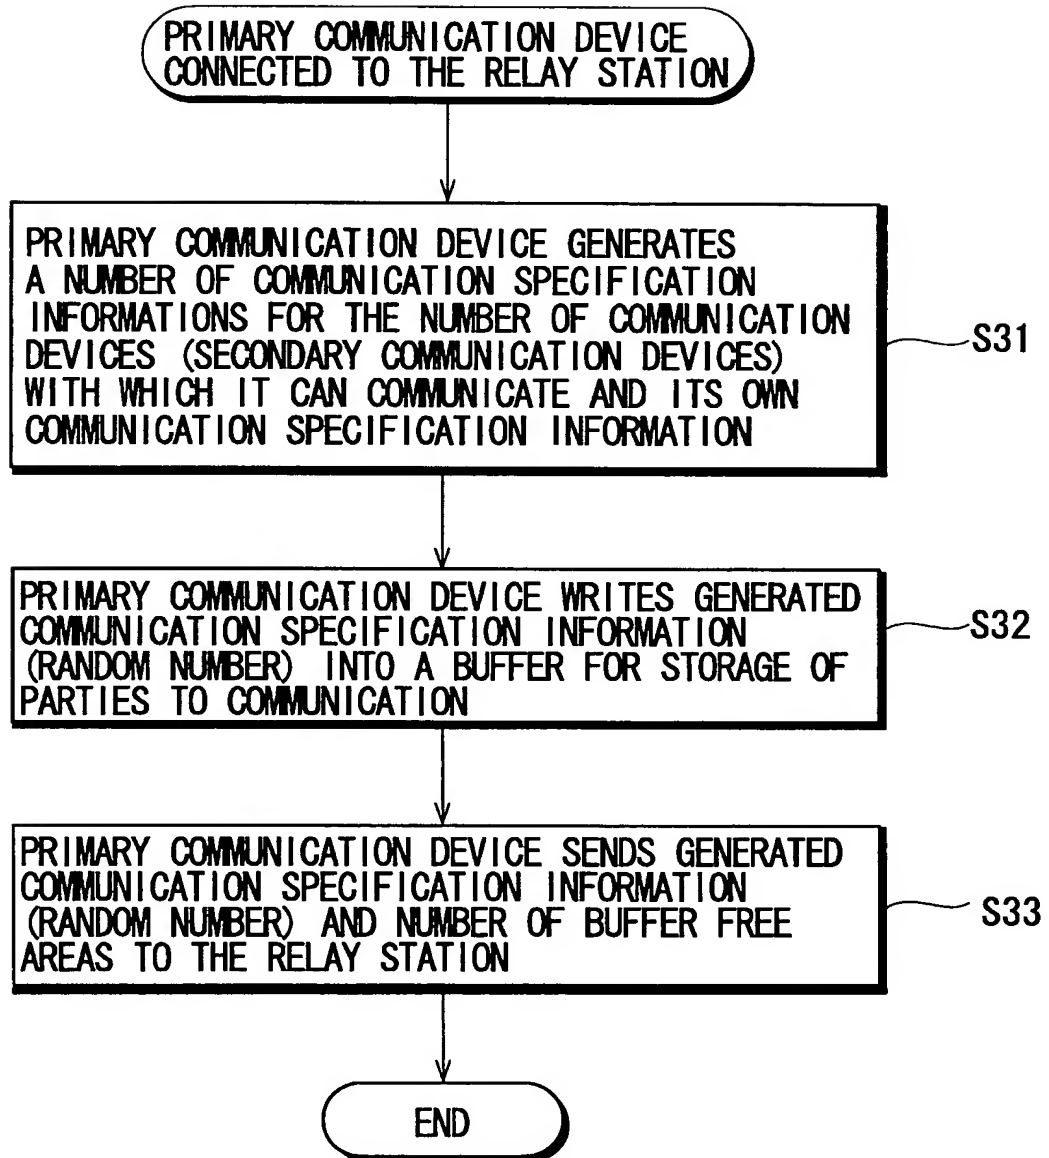 PRIMARY COMMUNICATION DEVICE
CONNECTED TO THE RELAY STATION
PRIMARY COMMUNICATION DEVICE GENERATES
A NUMBER OF COMMUNICATION SPECIFICATION
INFORMATIONS FOR THE NUMBER OF COMMUNICATION
DEVICES (SECONDARY COMMUNICATION DEVICES)
WITH WHICH IT CAN COMMUNICATE AND ITS OWN
COMMUNICATION SPECIFICATION INFORMATION
S31
PRIMARY COMMUNICATION DEVICE WRITES GENERATED
COMMUNICATION SPECIFICATION INFORMATION
(RANDOM NUMBER) INTO A BUFFER FOR STORAGE OF
PARTIES TO COMMUNICATION
S32
PRIMARY COMMUNICATION DEVICE SENDS GENERATED
COMMUNICATION SPECIFICATION INFORMATION
(RANDOM NUMBER) AND NUMBER OF BUFFER FREE
AREAS TO THE RELAY STATION
S33
END